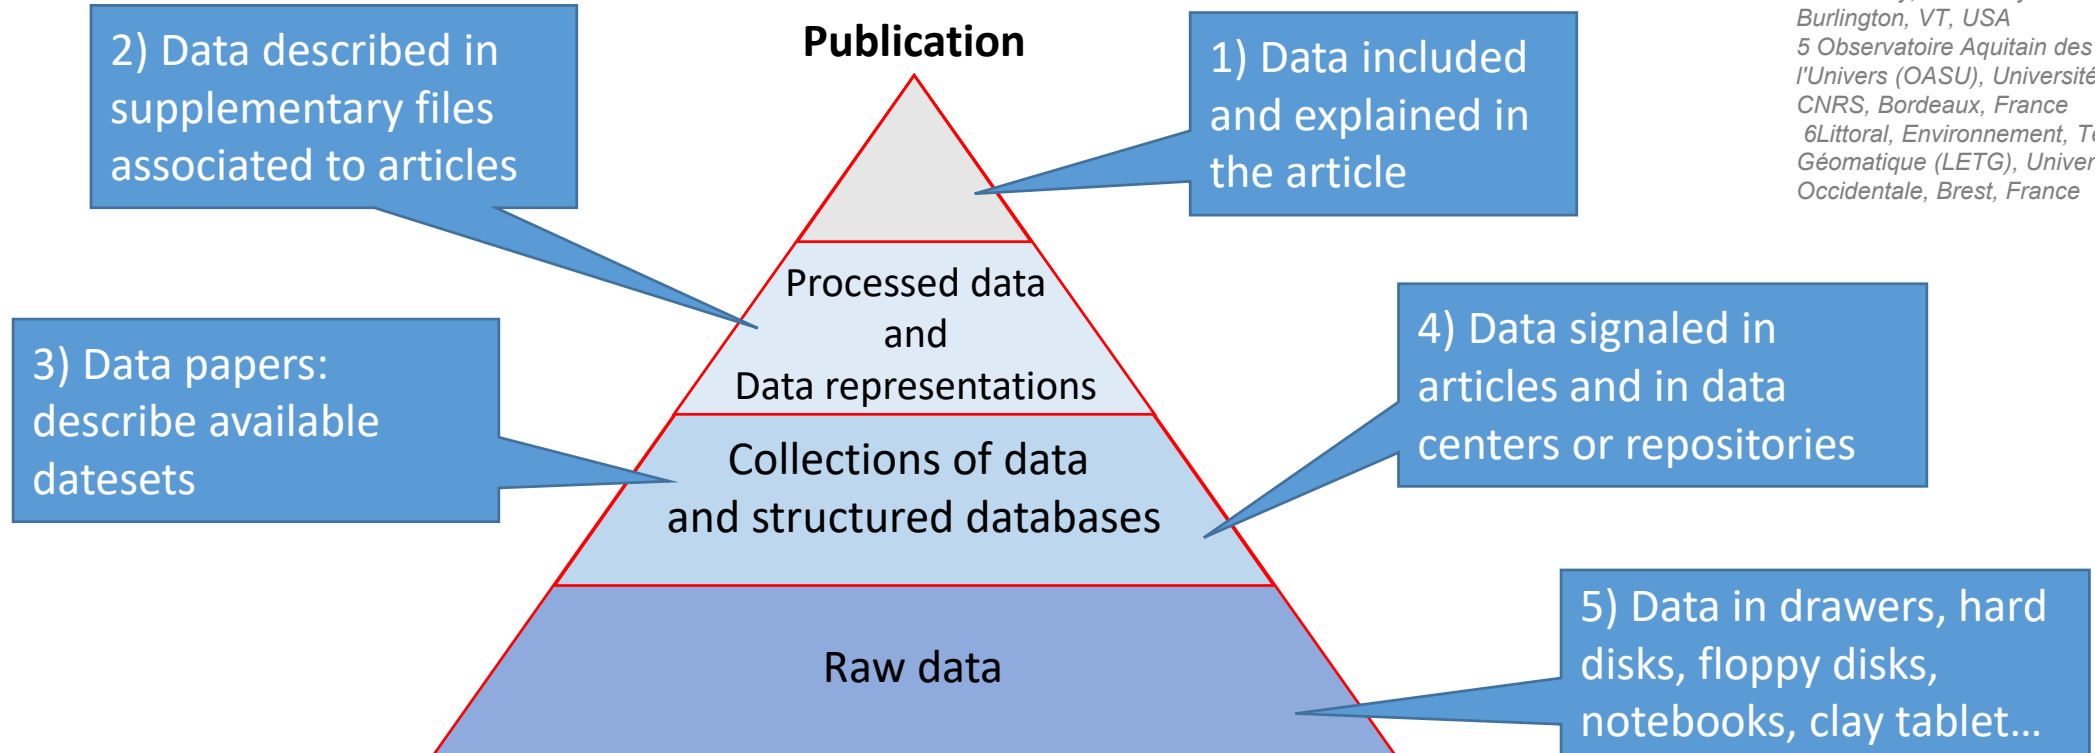 Publication
2) Data described in
supplementary files
associated to articles
1) Data included
and explained in
the article
Burlington, VT, USA
5 Observatoire Aquitain des
l'Univers (OASU), Université
CNRS, Bordeaux, France
6Littoral, Environnement,
Géomatique (LETG),
Occidentale, Brest, France
Processed data
and
Data representations
3) Data papers:
describe available
datesets
4) Data signaled in
articles and in data
centers or repositories
Collections of data
and structured databases
Raw data
5) Data in drawers, hard
disks, floppy disks,
notebooks, clay tablet...